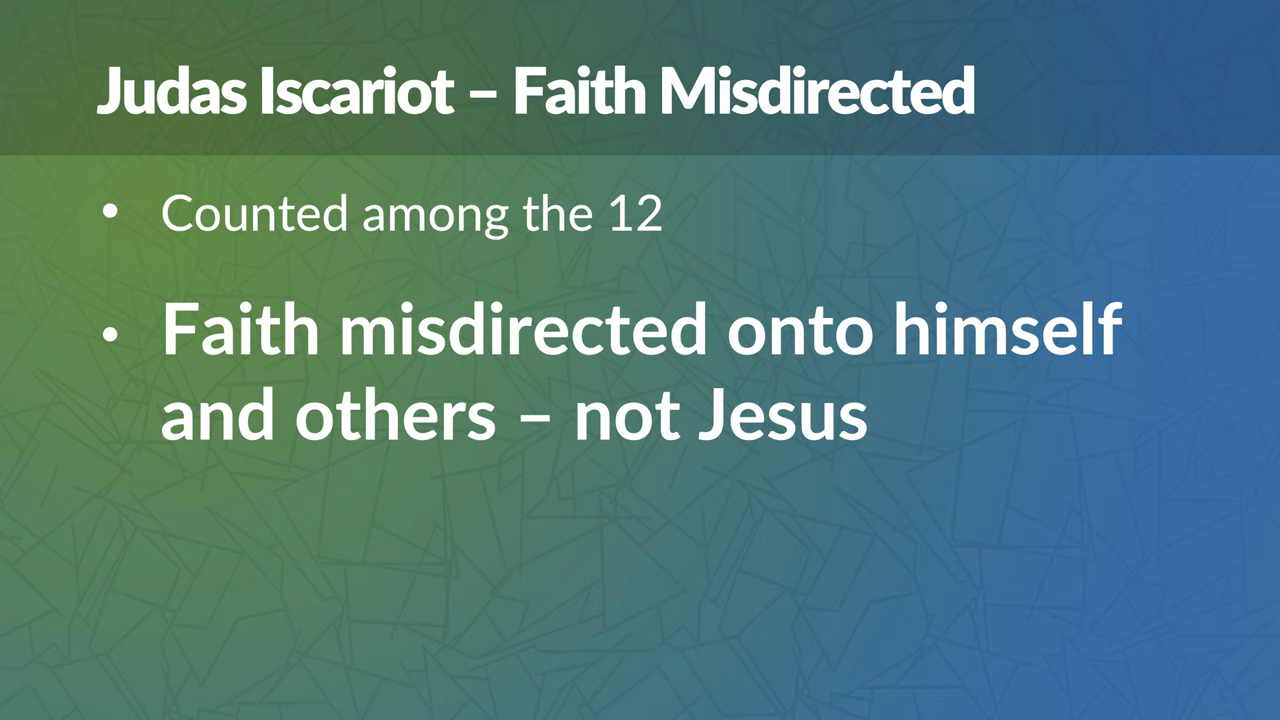 Judas Iscariot – Faith Misdirected
• Counted among the 12
• Faith misdirected onto himself
and others – not Jesus